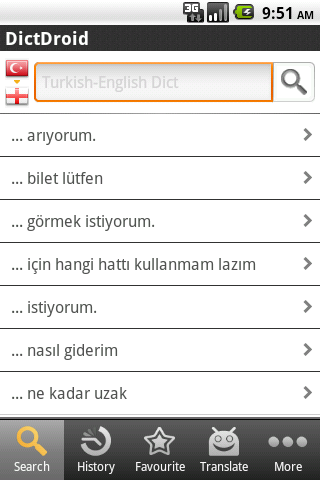 3G 9:51 AM
DictDroid
Turkish-English Dict
... arıyorum.
... bilet lütfen
... görmek istiyorum.
... için hangi hattı kullanmam lazım
... istiyorum.
... nasıl giderim
... ne kadar uzak
Search History Favourite Translate More